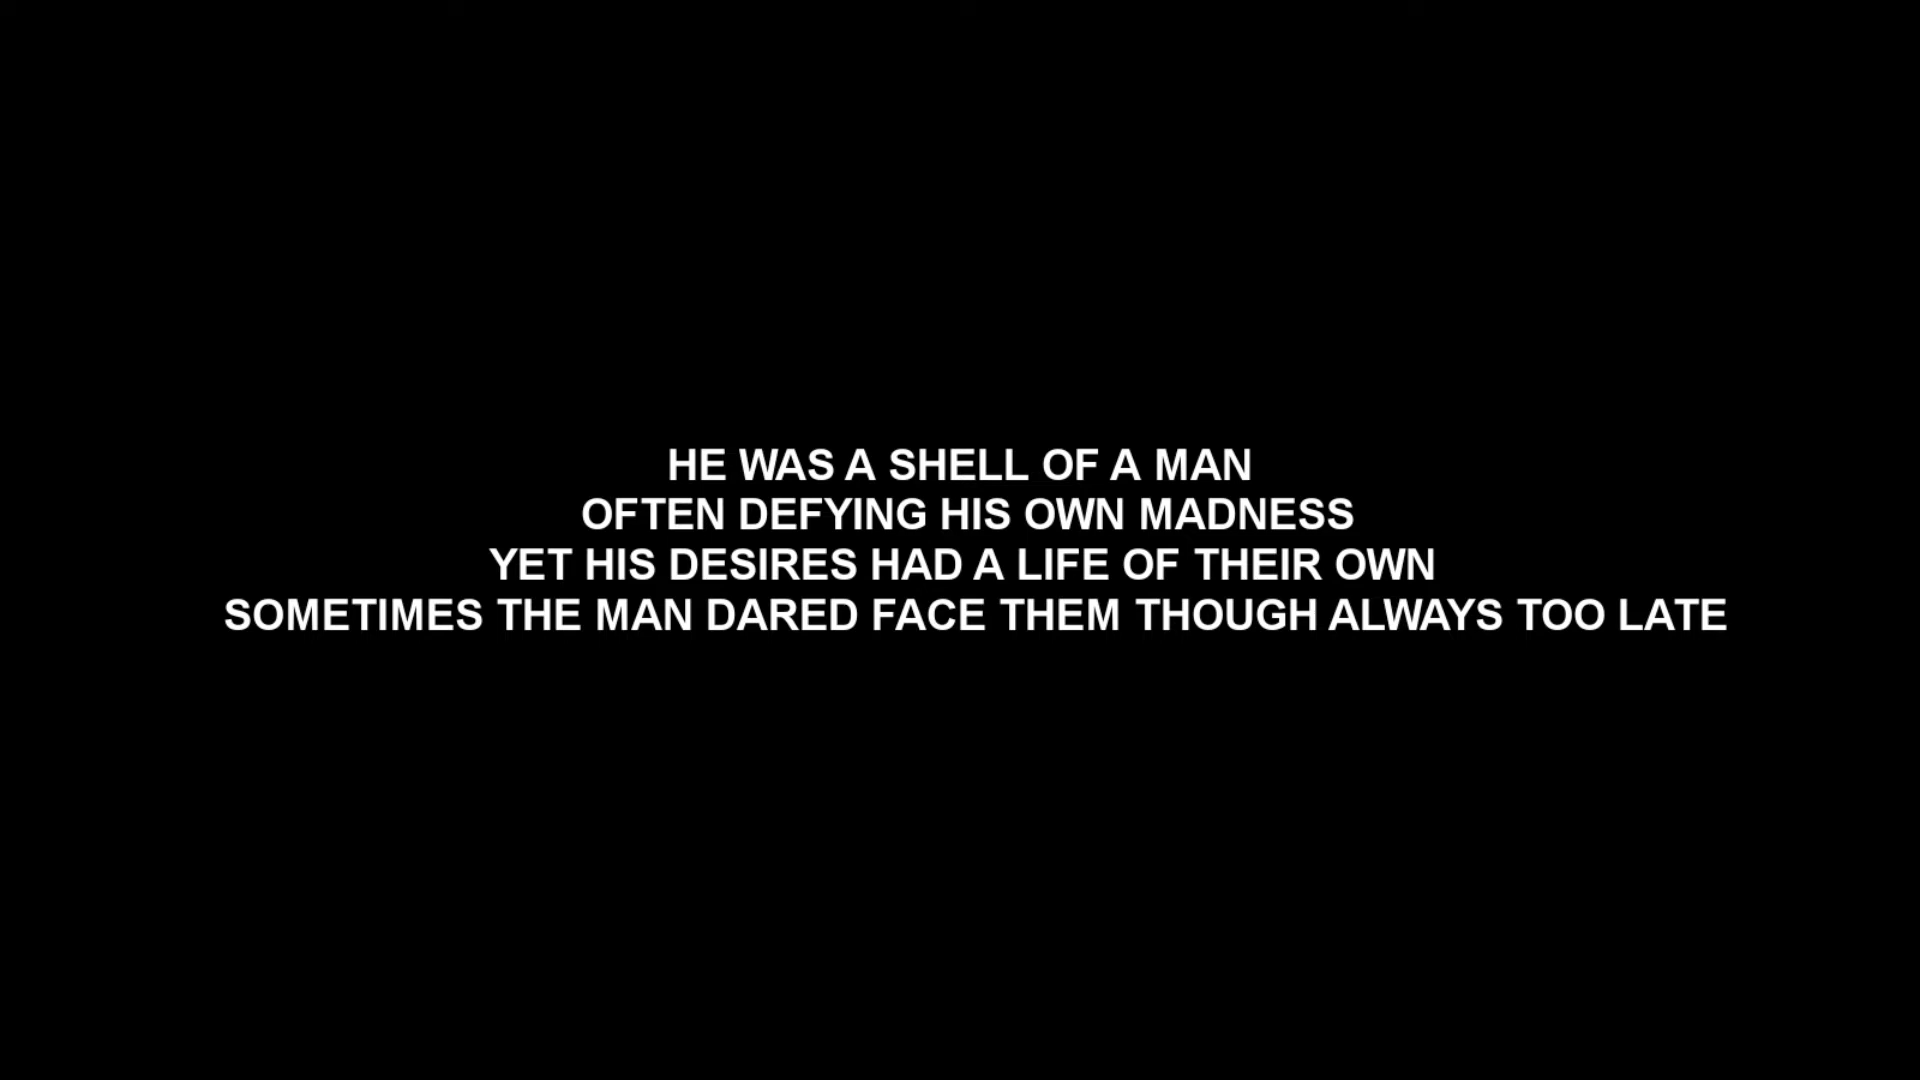 HE WAS A SHELL OF A MAN
OFTEN DEFYING HIS OWN MADNESS
YET HIS DESIRES HAD A LIFE OF THEIR OWN
SOMETIMES THE MAN DARED FACE THEM THOUGH ALWAYS TOO LATE